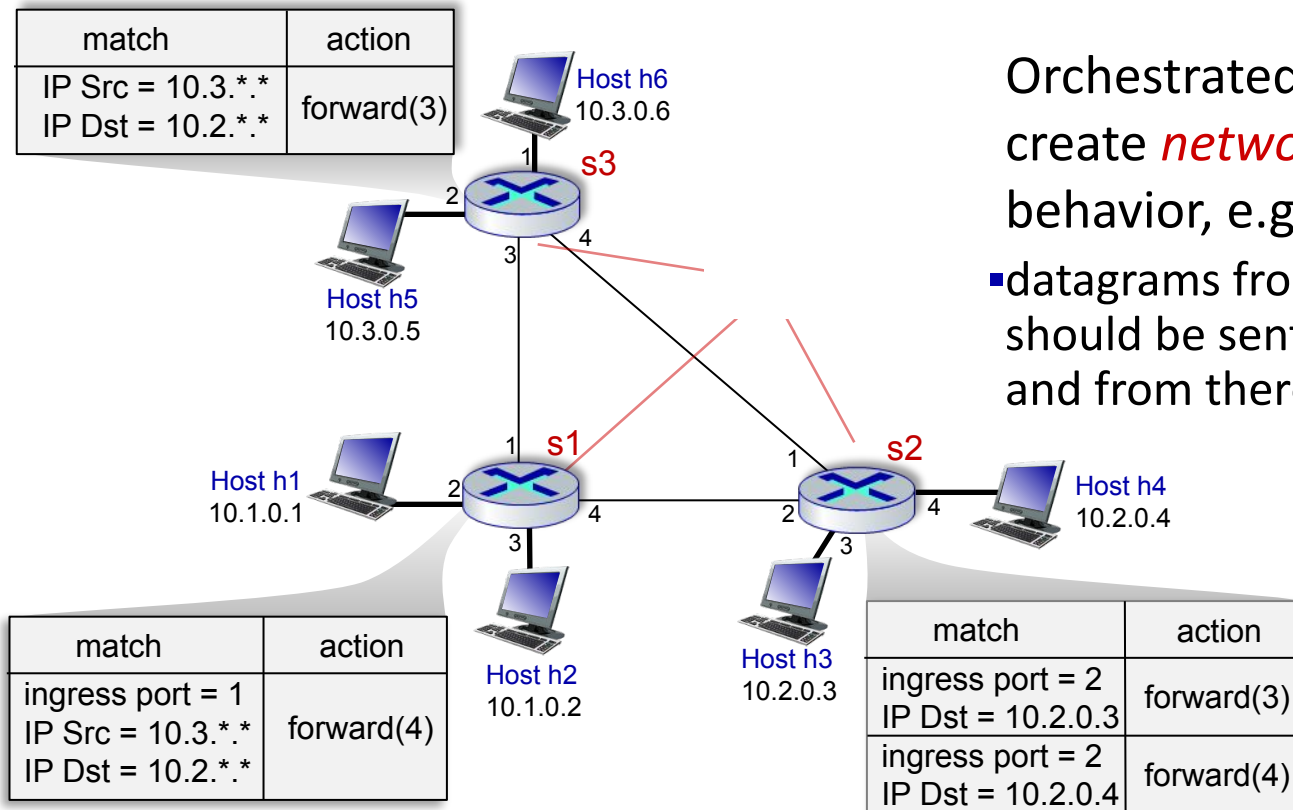 match action
IP Src = 10.3.*.*
IP Dst = 10.2.*.*
forward(3)
Host h6
10.3.0.6
Orchestrated
create
behavior, e.g
datagrams
should be sent
and from there
1
s3
2
3
4
Host h5
10.3.0.5
Host h1
10.1.0.1
1
s1
2
3
4
1
s2
2
3
4
Host h4
10.2.0.4
Host h2
10.1.0.2
Host h3
10.2.0.3
match action
ingress port = 1
IP Src = 10.3.*.*
IP Dst = 10.2.*.*
forward(4)
match action
ingress port = 2
IP Dst = 10.2.0.3
forward(3)
ingress port = 2
IP Dst = 10.2.0.4
forward(4)